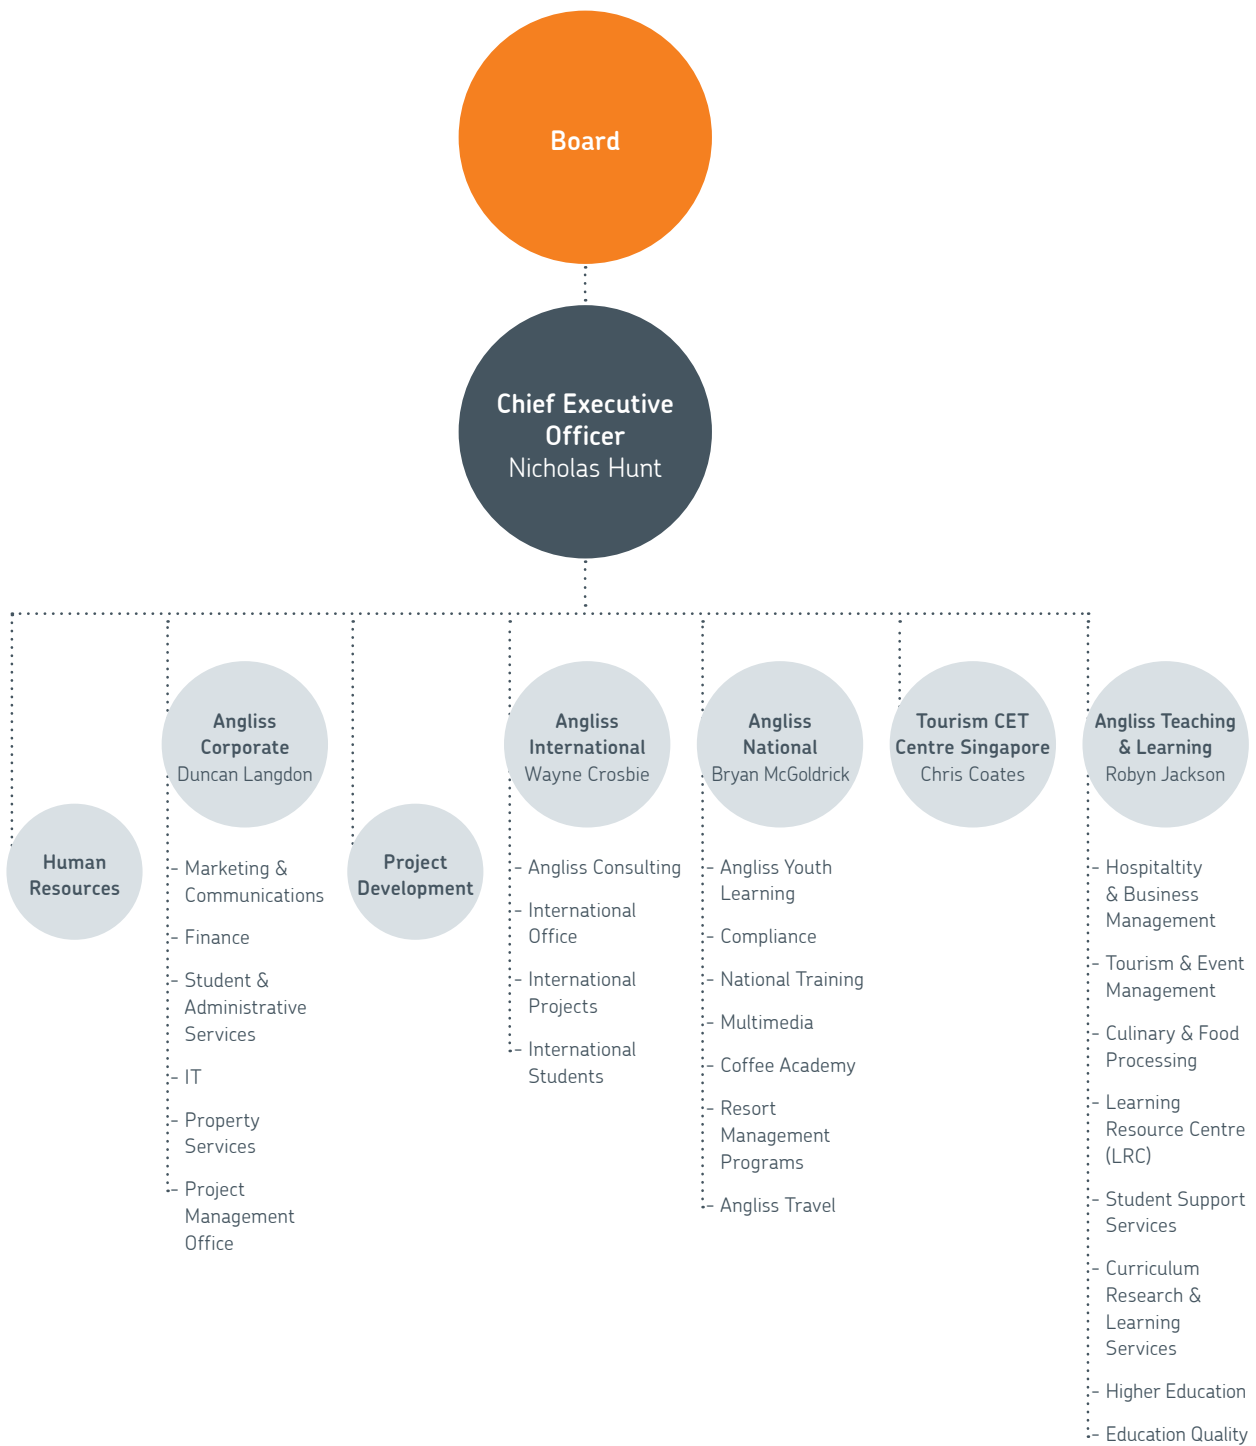 Board
Chief Executive
Officer
Nicholas Hunt
Human
Resources
Angliss
Corporate
Duncan Langdon
- Marketing &
Communications
- Finance
- Student &
Administrative
Services
- IT
- Property
Services
- Project
Management
Office
Project
Development
Angliss
International
Wayne Crosbie
- Angliss Consulting
- International
Office
- International
Projects
- International
Students
Angliss
National
Bryan McGoldrick
- Angliss Youth
Learning
- Compliance
- National Training
- Multimedia
- Coffee Academy
- Resort
Management
Programs
- Angliss Travel
Tourism CET
Centre Singapore
Chris Coates
Angliss Teaching
& Learning
Robyn Jackson
- Hospitaltity
& Business
Management
- Tourism & Event
Management
- Culinary & Food
Processing
- Learning
Resource Centre
(LRC)
- Student Support
Services
- Curriculum
Research &
Learning
Services
- Higher Education
- Education Quality